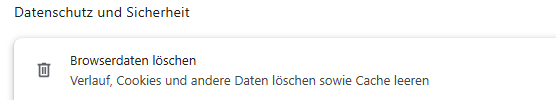 Datenschutz und Sicherheit
Browserdaten löschen
Verlauf, Cookies und andere Daten löschen sowie Cache leeren